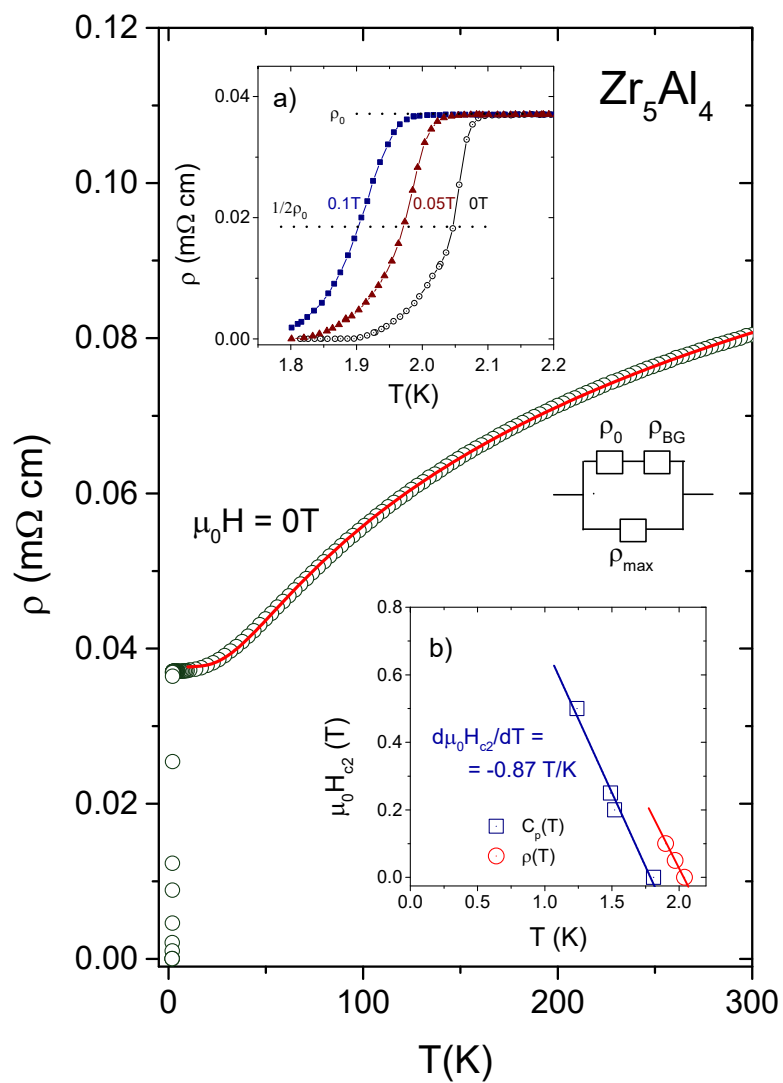 Zr5Al4
ρ (mΩ cm)
0.12
0.10
0.08
0.06
0.04
0.02
0.00
0 100 200 300
T(K)
μ0H = 0T
a)
ρ (mΩ cm)
0.04
0.02
0.00
ρ0
1/2ρ0
0.1T 0.05T 0T
1.8 1.9 2.0 2.1 2.2
T(K)
ρ0 ρBG
ρmax
b)
μ0Hc2 (T)
0.8
0.6
0.4
0.2
0.0
dμ0Hc2/dT =
= -0.87 T/K
Cp(T)
ρ(T)
0.0 0.5 1.0 1.5 2.0
T (K)